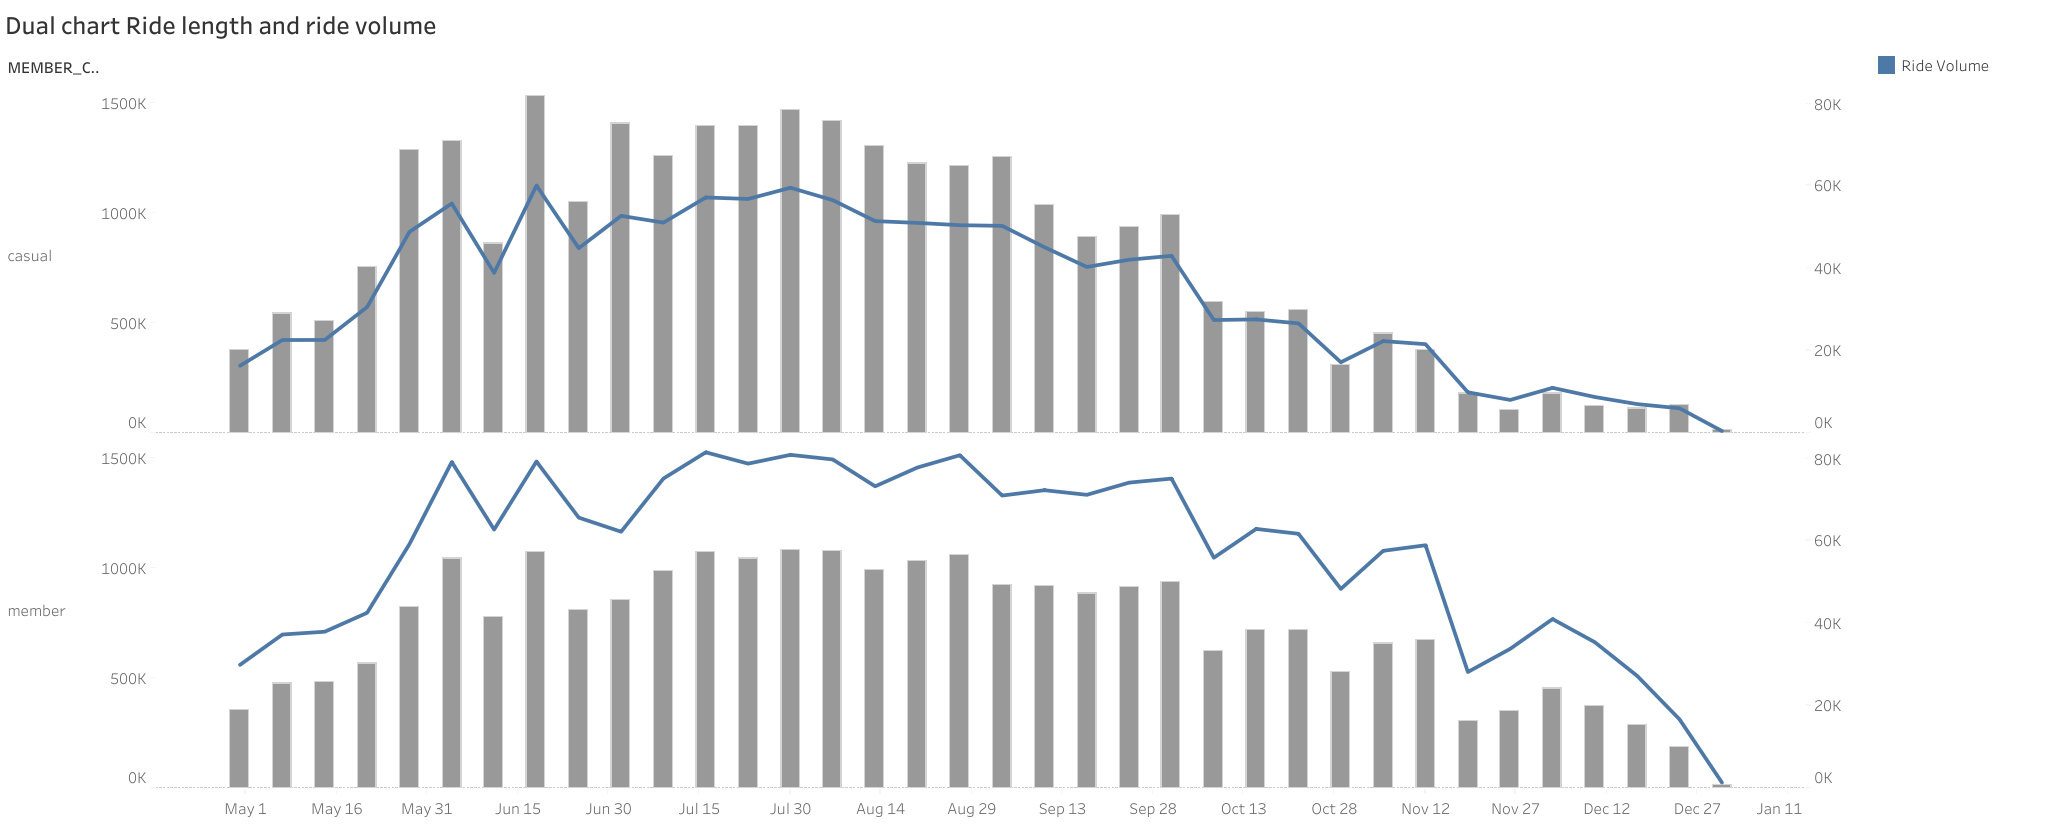 Dual chart Ride length and ride volume
MEMBER_C..
Ride Volume
casual
1500K
1000K
500K
0K
80K
60K
40K
20K
0K
member
1500K
1000K
500K
0K
80K
60K
40K
20K
0K
May 1 May 16 May 31 Jun 15 Jun 30 Jul 15 Jul 30 Aug 14 Aug 29 Sep 13 Sep 28 Oct 13 Oct 28 Nov 12 Nov 27 Dec 12 Dec 27 Jan 11